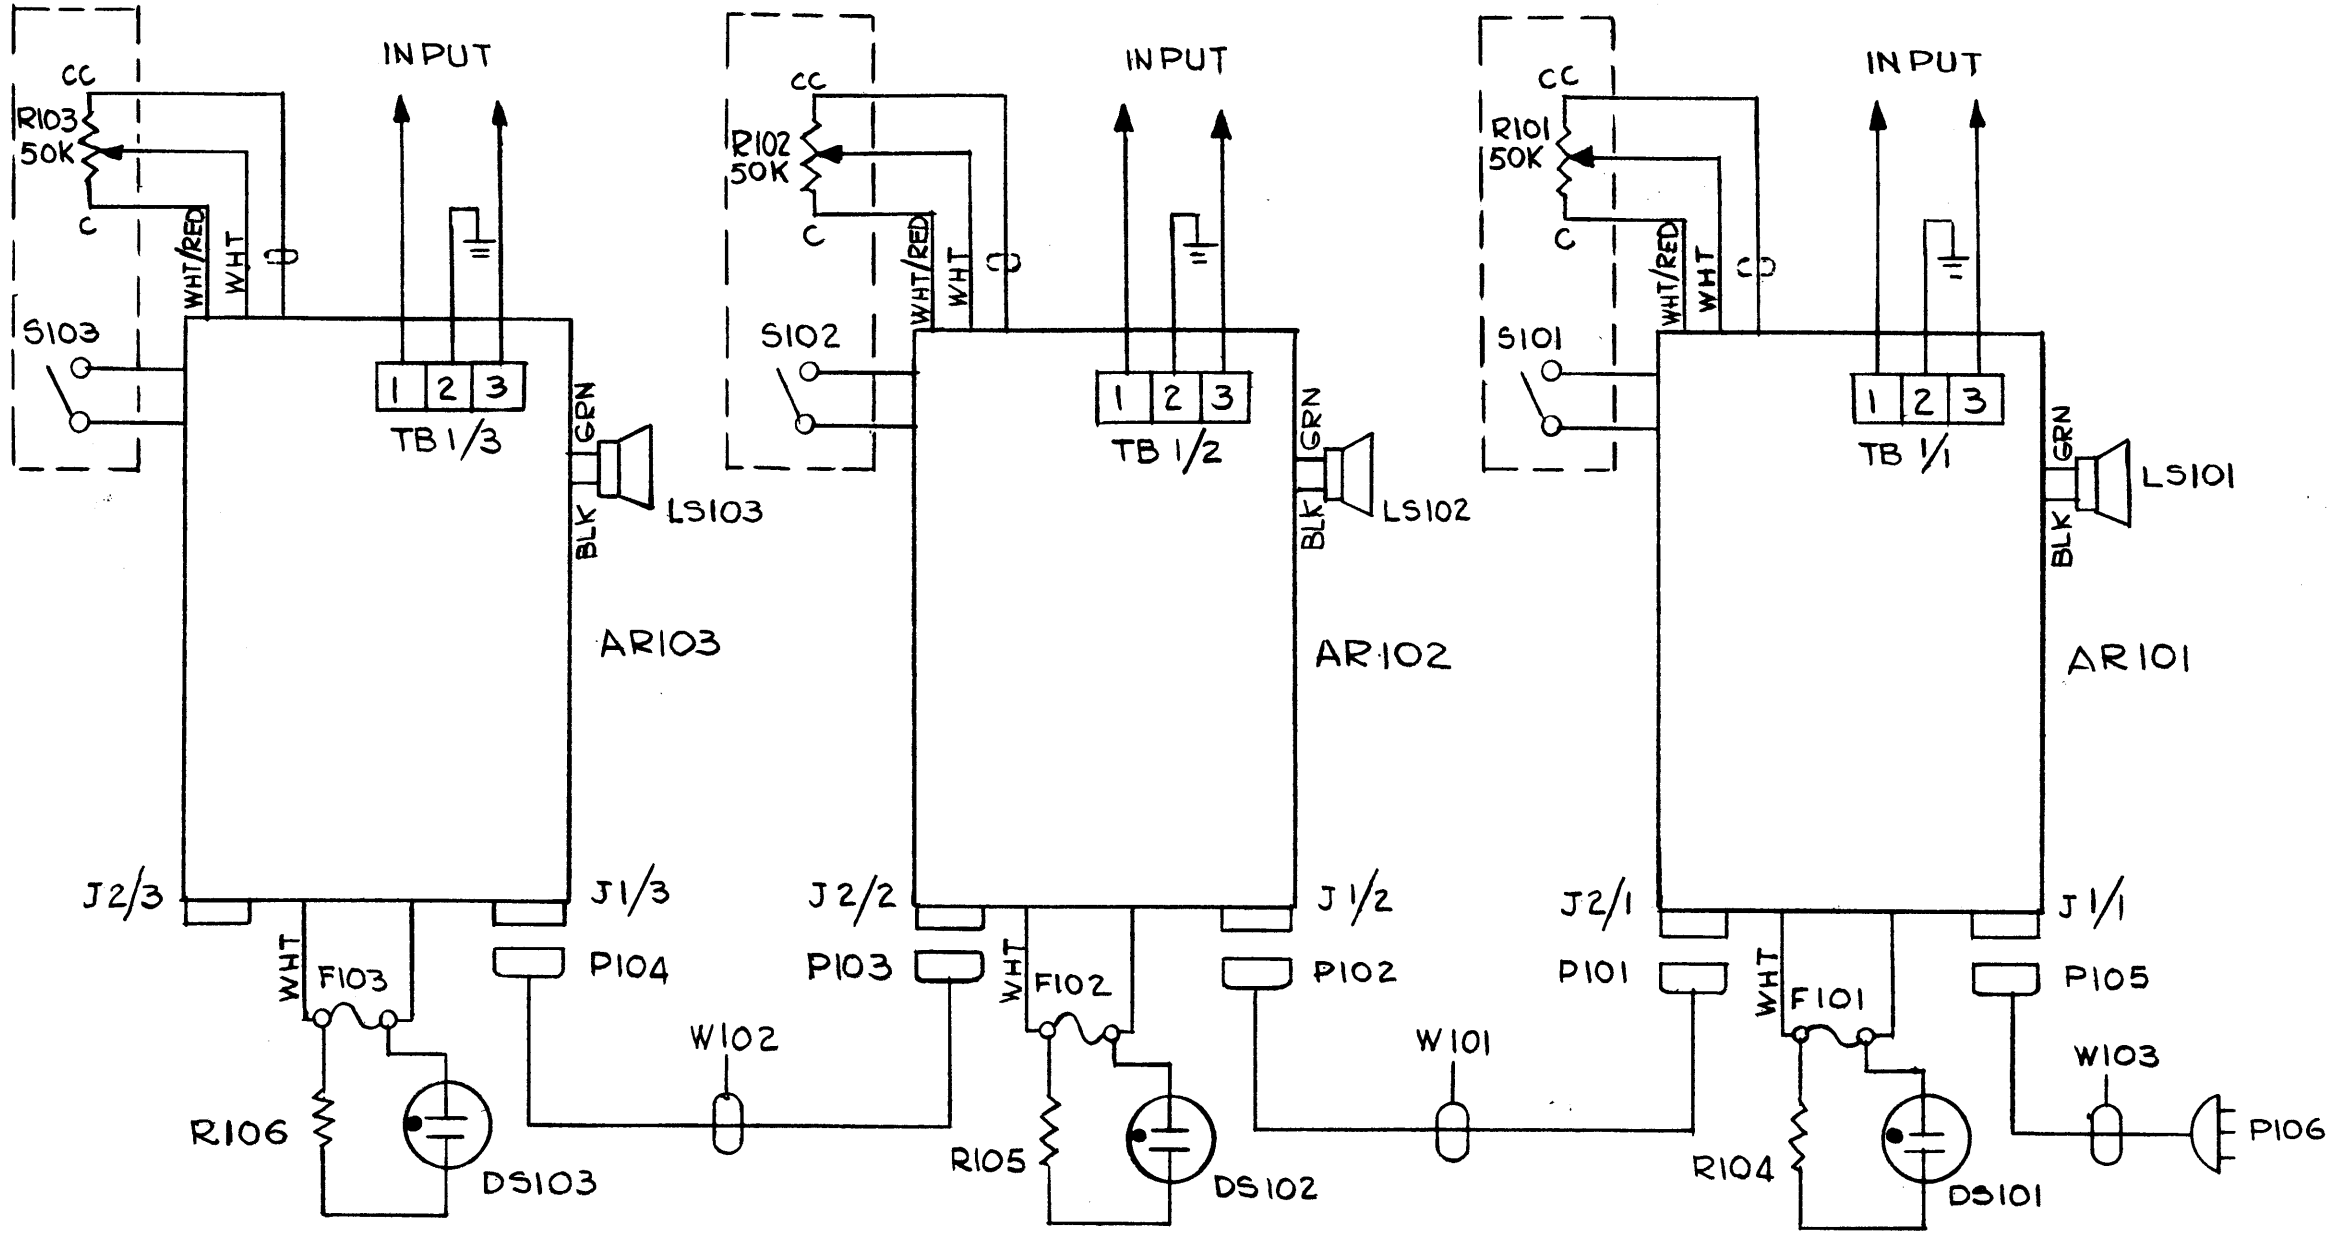 INPUT
CC
R103
50K
C
WHT/RED
WHT
S103
1 2 3
TB 1/3
GRN
BLK
LS103
AR103
J2/3
J1/3
WHT
F103
P104
R106
DS103
W102
INPUT
CC
R102
50K
C
WHT/RED
WHT
S102
1 2 3
TB 1/2
GRN
BLK
LS102
AR102
J2/2
J1/2
P103
WHT
F102
P102
R105
DS102
W101
INPUT
CC
R101
50K
C
WHT/RED
WHT
S101
1 2 3
TB 1/1
GRN
BLK
LS101
AR101
J2/1
J1/1
P101
WHT
F101
P105
R104
DS101
W103
P106